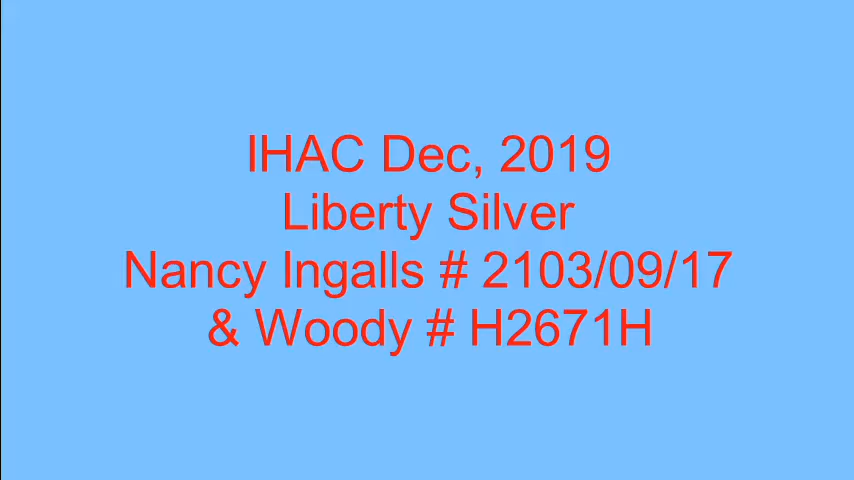 IHAC Dec, 2019
Liberty Silver
Nancy Ingalls # 2103/09/17
& Woody # H2671H